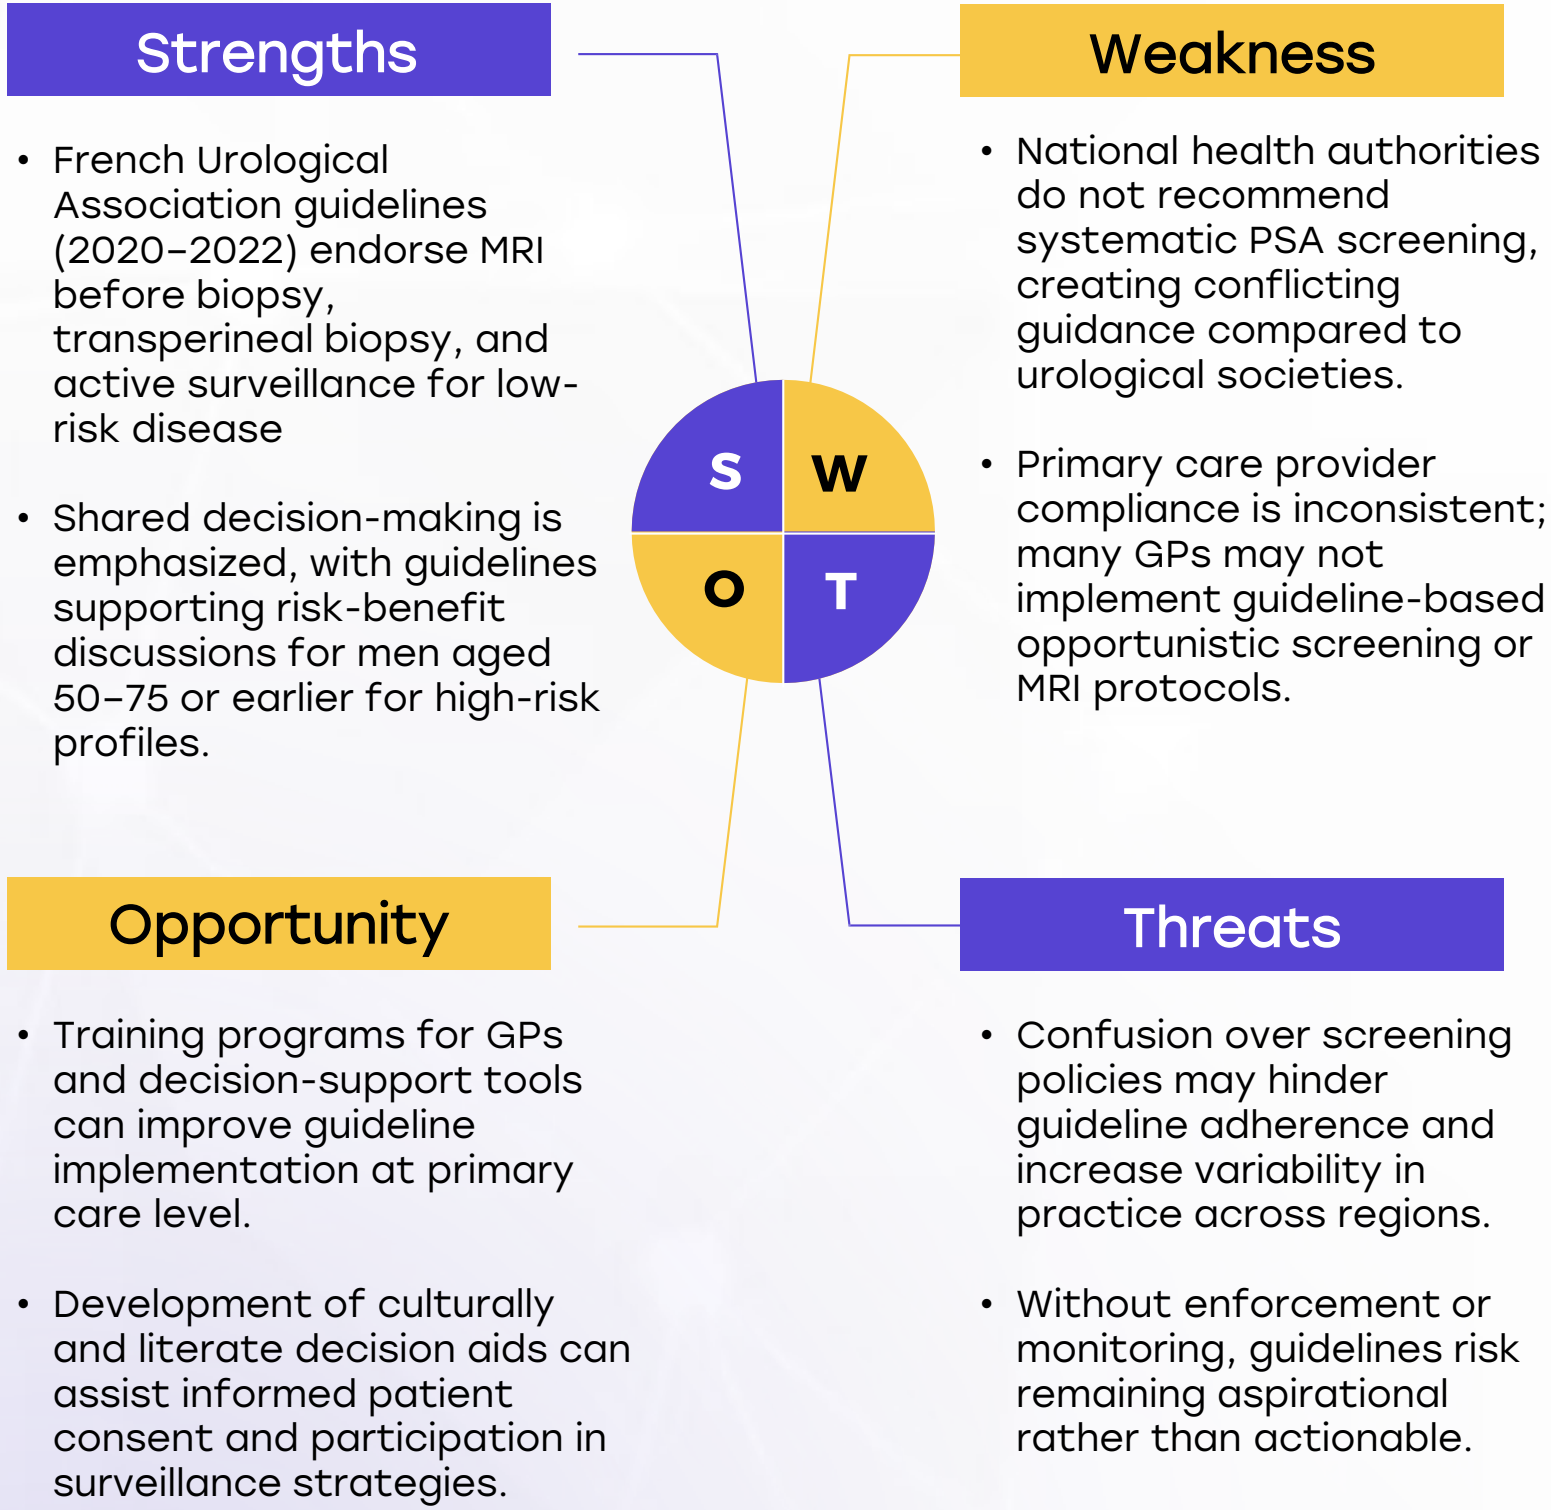 Strengths
• French Urological
Association guidelines
(2020–2022) endorse MRI
before biopsy,
transperineal biopsy, and
active surveillance for low-
risk disease
• Shared decision-making is
emphasized, with guidelines
supporting risk-benefit
discussions for men aged
50–75 or earlier for high-risk
profiles.
Weakness
• National health authorities
do not recommend
systematic PSA screening,
creating conflicting
guidance compared to
urological societies.
• Primary care provider
compliance is inconsistent;
many GPs may not
implement guideline-based
opportunistic screening or
MRI protocols.
S W
O T
Opportunity
• Training programs for GPs
and decision-support tools
can improve guideline
implementation at primary
care level.
• Development of culturally
and literate decision aids can
assist informed patient
consent and participation in
surveillance strategies.
Threats
• Confusion over screening
policies may hinder
guideline adherence and
increase variability in
practice across regions.
• Without enforcement or
monitoring, guidelines risk
remaining aspirational
rather than actionable.